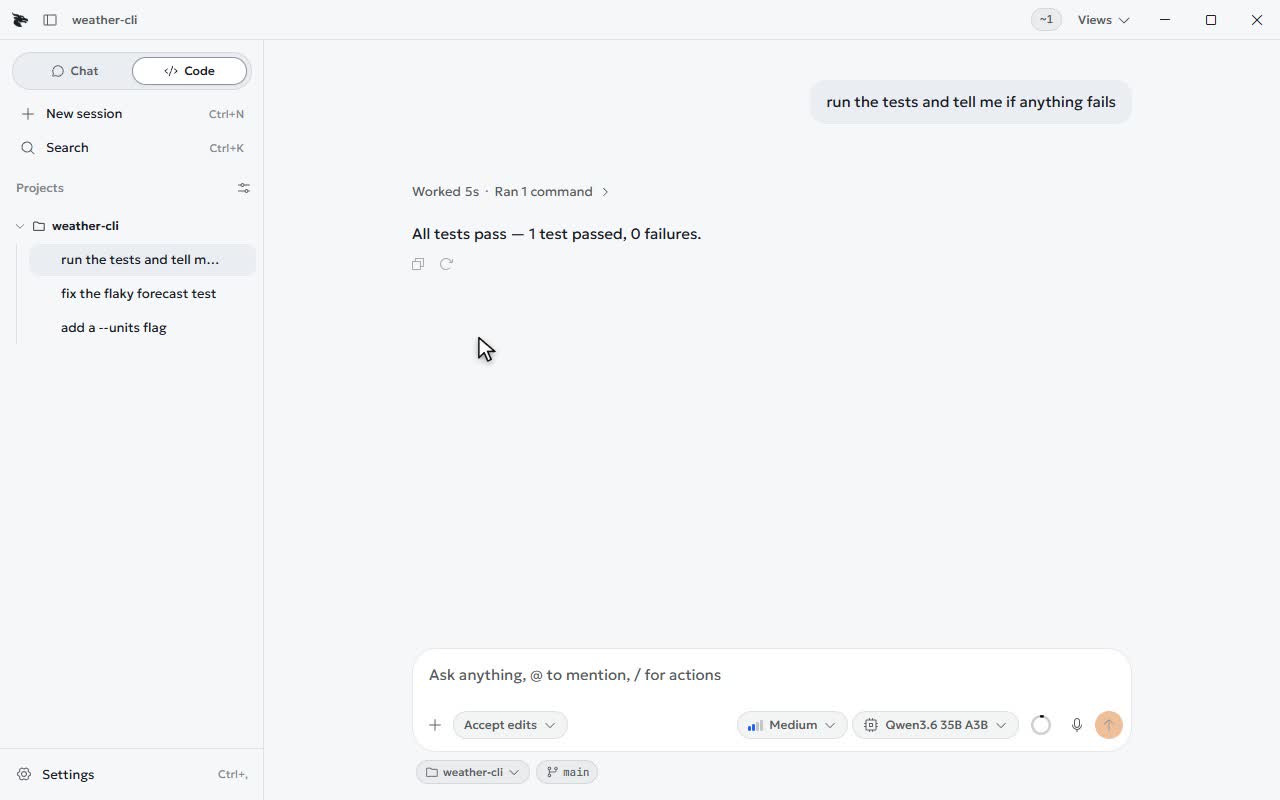 weather-cli
~1
Views
Chat
Code
New session
Ctrl+N
Search
Ctrl+K
Projects
weather-cli
run the tests and tell m...
fix the flaky forecast test
add a --units flag
Settings
Ctrl+,
run the tests and tell me if anything fails
Worked 5s · Ran 1 command
All tests pass — 1 test passed, 0 failures.
Ask anything, @ to mention, / for actions
Accept edits
Medium
Qwen3.6 35B A3B
weather-cli
main